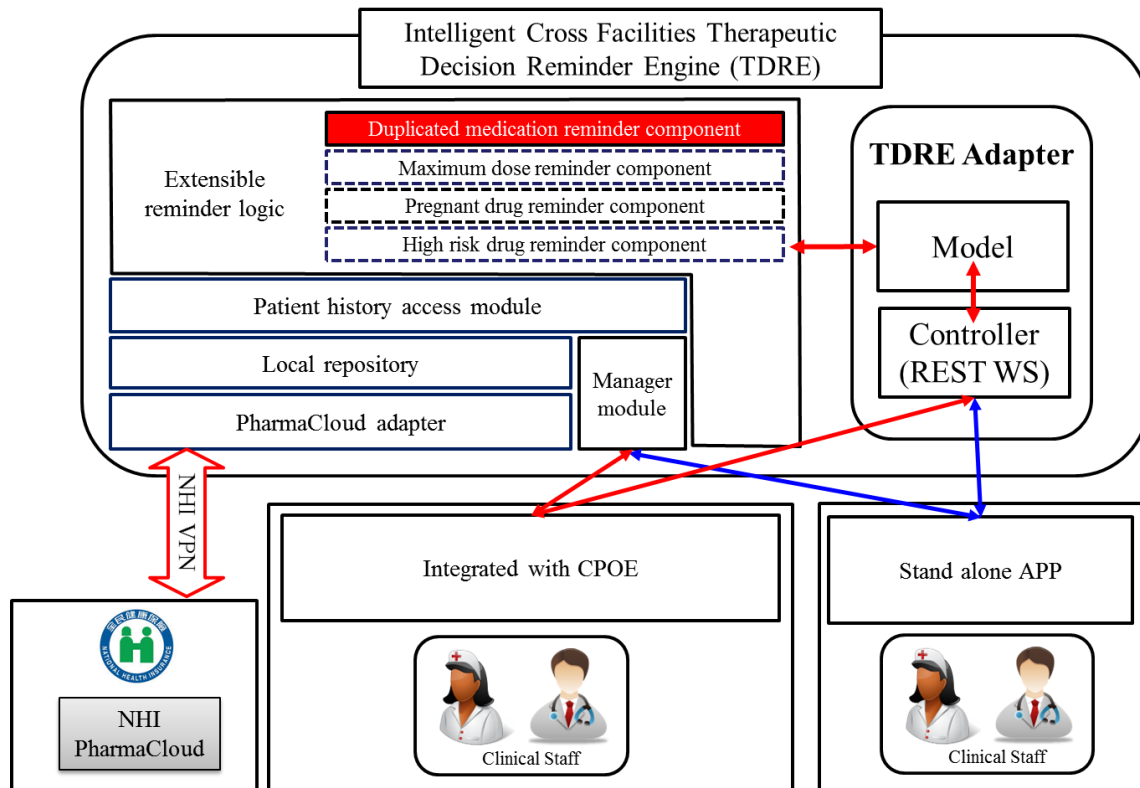 Intelligent Cross Facilities Therapeutic
Decision Reminder Engine (TDRE)
Extensible
reminder logic
Duplicated medication reminder component
Maximum dose reminder component
Pregnant drug reminder component
High risk drug reminder component
Patient history access module
Local repository
PharmaCloud adapter
Manager
module
TDRE Adapter
Model
Controller
(REST WS)
NHI VPN
NATIONAL HEALTH INSURANCE
NHI
PharmaCloud
Integrated with CPOE
Clinical Staff
Stand alone APP
Clinical Staff